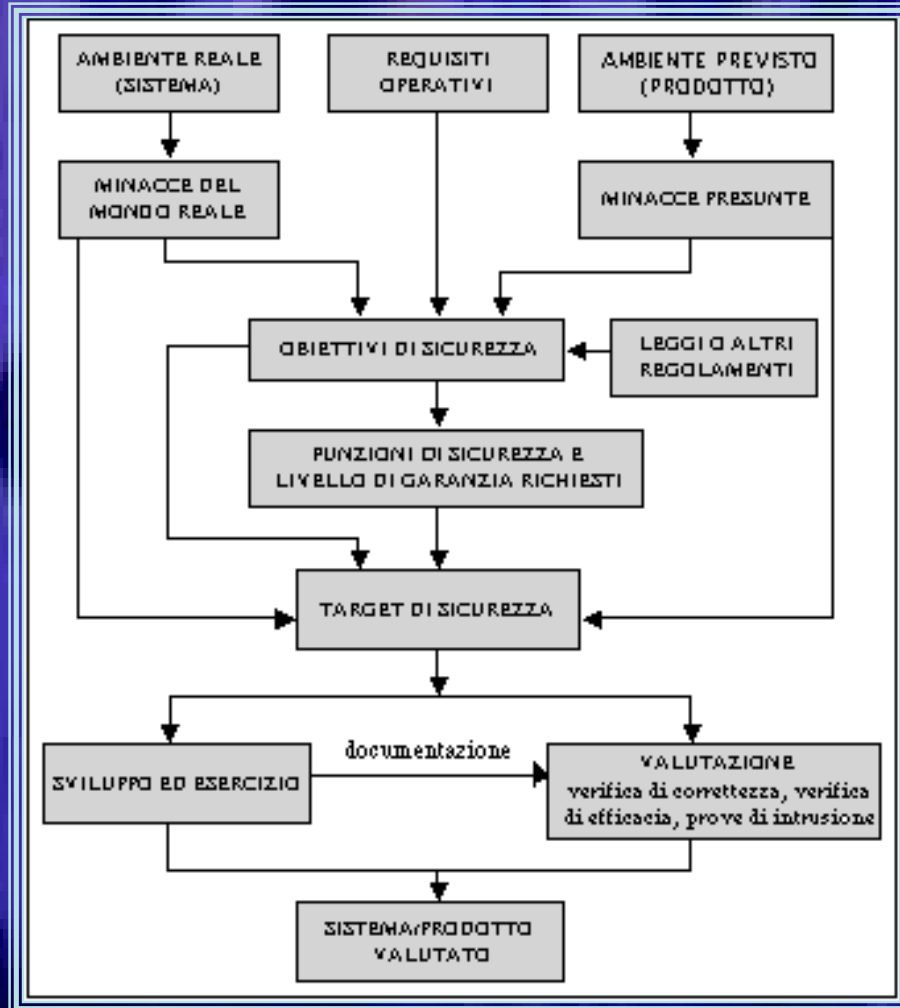 AMBIENTE REALE
(SISTEMA)
REQUISITI
OPERATIVI
AMBIENTE PREVISTO
(PRODOTTO)
MINACCE DEL
MONDO REALE
MINACCE PRESUNTE
OBIETTIVI DI SICUREZZA
LEGGI O ALTRI
REGOLAMENTI
FUNZIONI DI SICUREZZA E
LIVELLO DI GARANZIA RICHIESTI
TARGET DI SICUREZZA
SVILUPPO ED ESERCIZIO
documentazione
VALUTAZIONE
verifica di correttezza, verifica
di efficacia, prove di intrusione
SISTEMA/PRODOTTO
VALUTATO